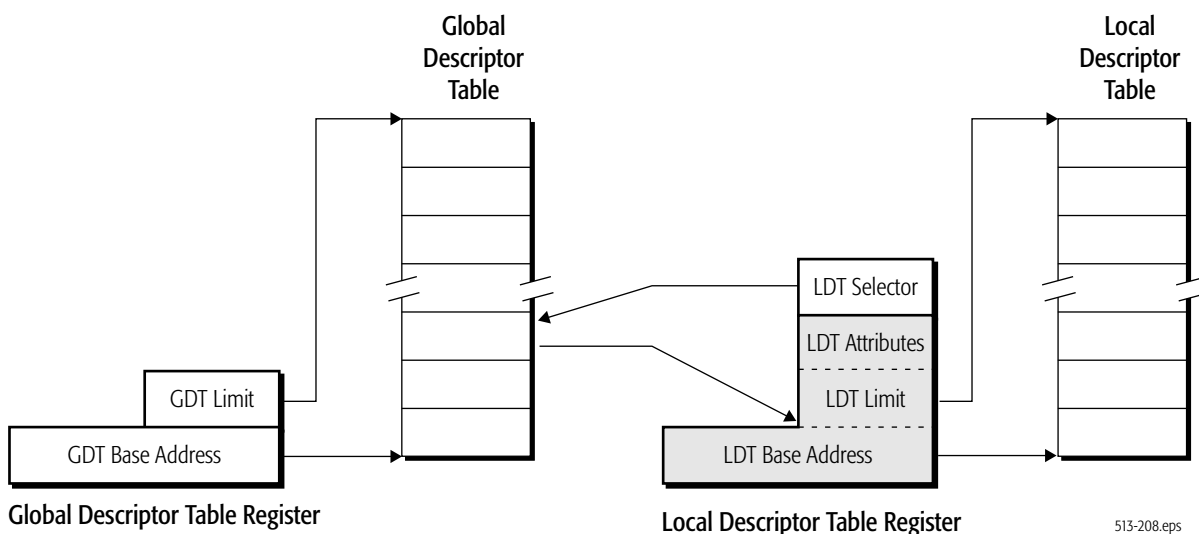 Global
Descriptor
Table
Local
Descriptor
Table
LDT Selector
LDT Attributes
GDT Limit
LDT Limit
GDT Base Address
LDT Base Address
Global Descriptor Table Register
Local Descriptor Table Register
513-208.eps